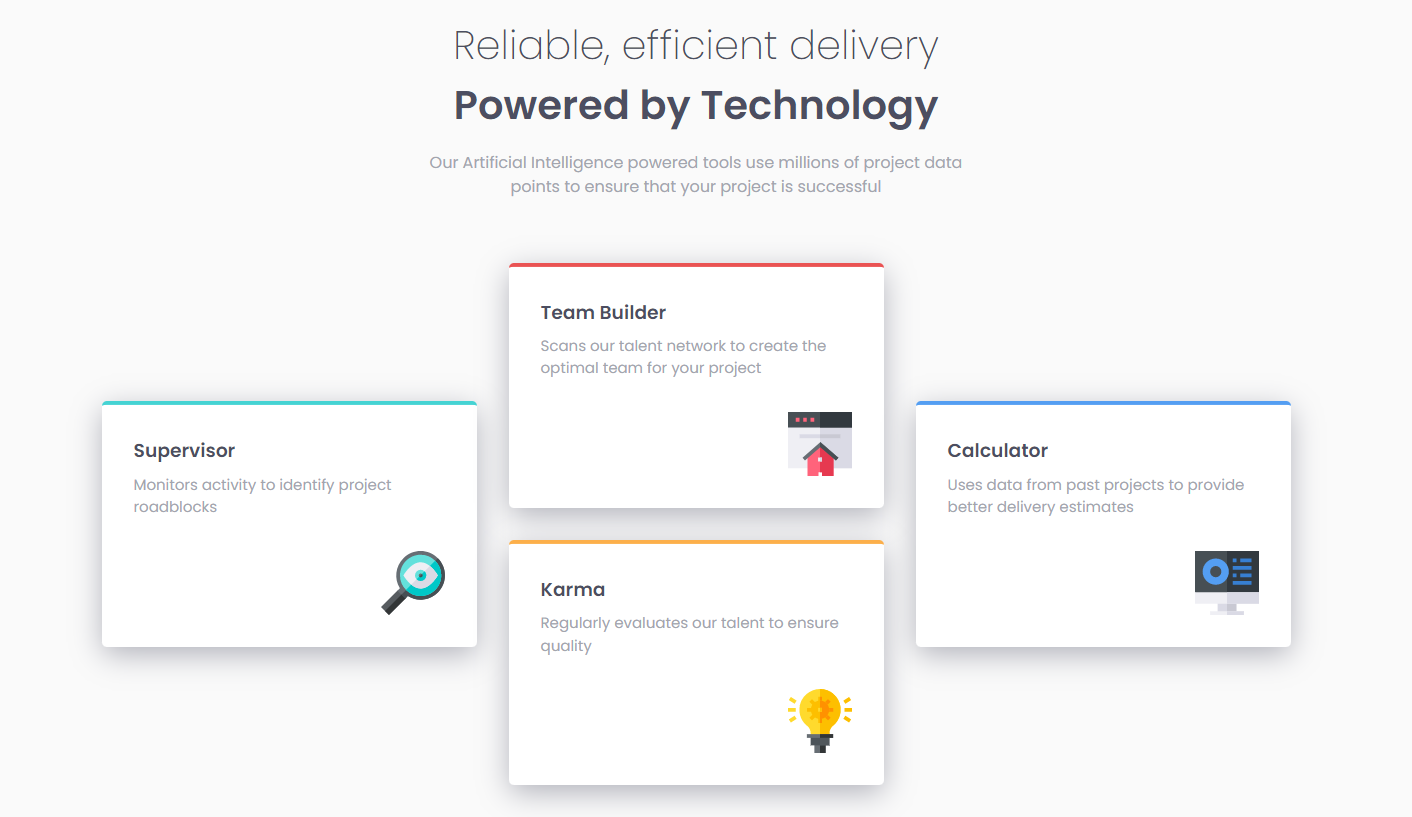 Reliable, efficient delivery
Powered by Technology
Our Artificial Intelligence powered tools use millions of project data
points to ensure that your project is successful
Supervisor
Monitors activity to identify project
roadblocks
Team Builder
Scans our talent network to create the
optimal team for your project
Karma
Regularly evaluates our talent to ensure
quality
Calculator
Uses data from past projects to provide
better delivery estimates